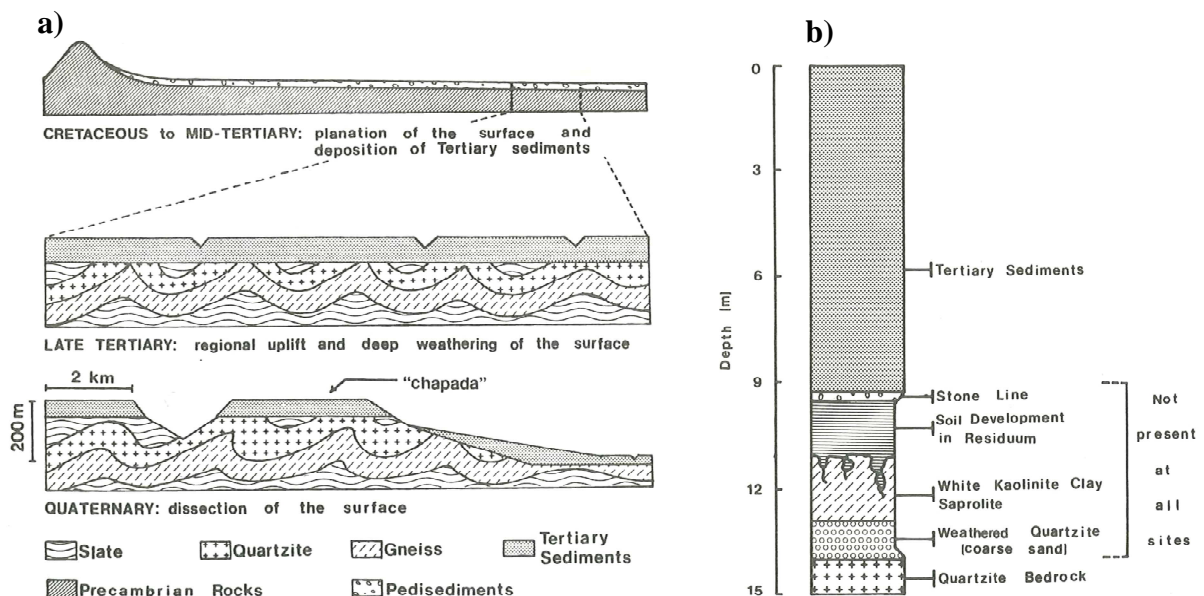 a)
CRETACEOUS to MID-TERTIARY: planation of the surface and
deposition of Tertiary sediments
LATE TERTIARY: regional uplift and deep weathering of the surface
2 km
"chapada"
200m
QUATERNARY: dissection of the surface
Slate
Quartzite
Gneiss
Tertiary
Sediments
Precambrian Rocks
Pedisediments
b)
0
3
6
9
12
15
Depth [m]
Tertiary Sediments
Stone Line
Soil Development
in Residuum
White Kaolinite Clay
Saprolite
Weathered Quartzite
(coarse sand)
Quartzite Bedrock
Not
present
at
all
sites